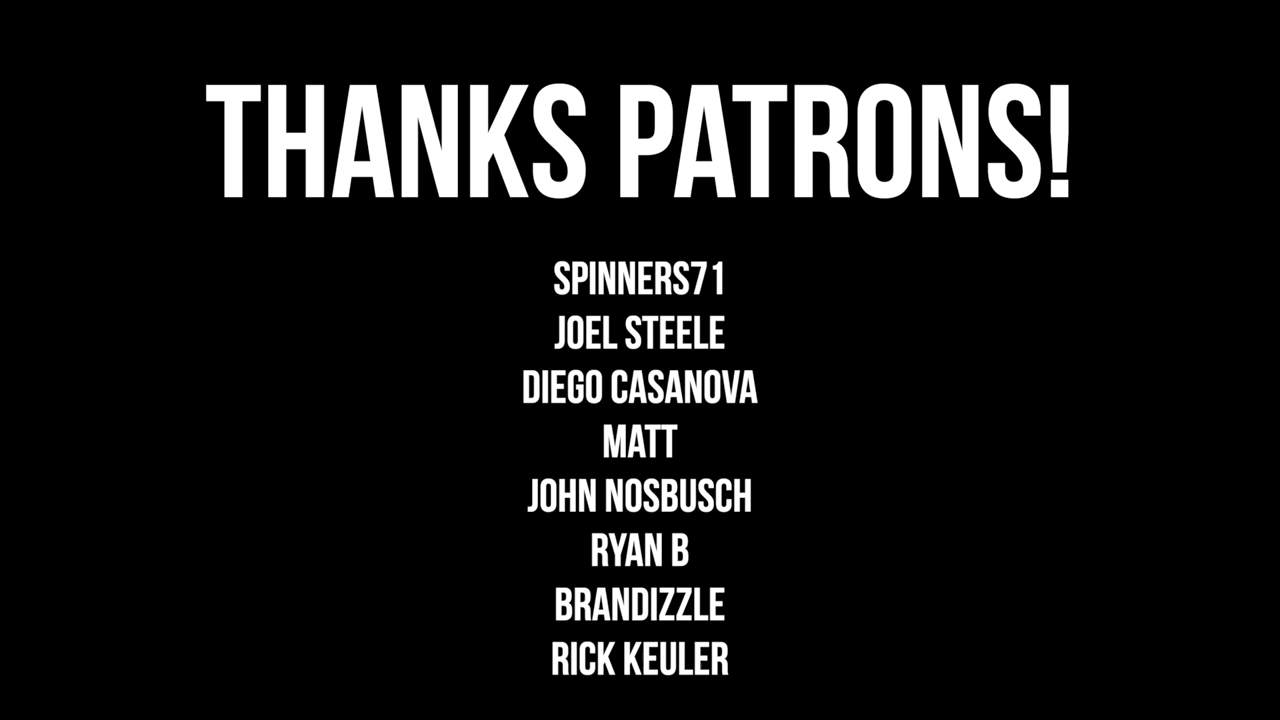 THANKS PATRONS!
SPINNERS71
JOEL STEELE
DIEGO CASANOVA
MATT
JOHN NOSBUSCH
RYAN B
BRANDIZZLE
RICK KEULER